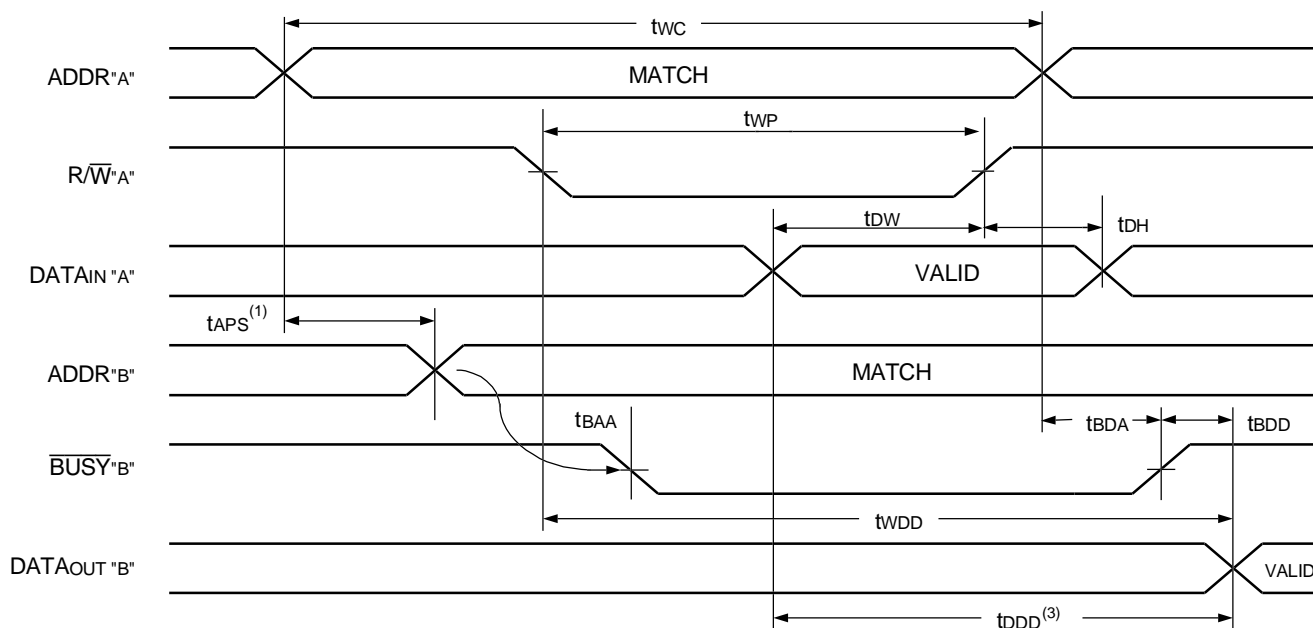 tWC
ADDR"A"
MATCH
tWP
R/W̅"A"
tDW
tDH
DATAIN "A"
VALID
tAPS(1)
ADDR"B"
MATCH
tBAA
tBDA
tBDD
B̅U̅S̅Y̅"B"
tWDD
DATAOUT "B"
VALID
tDDD(3)